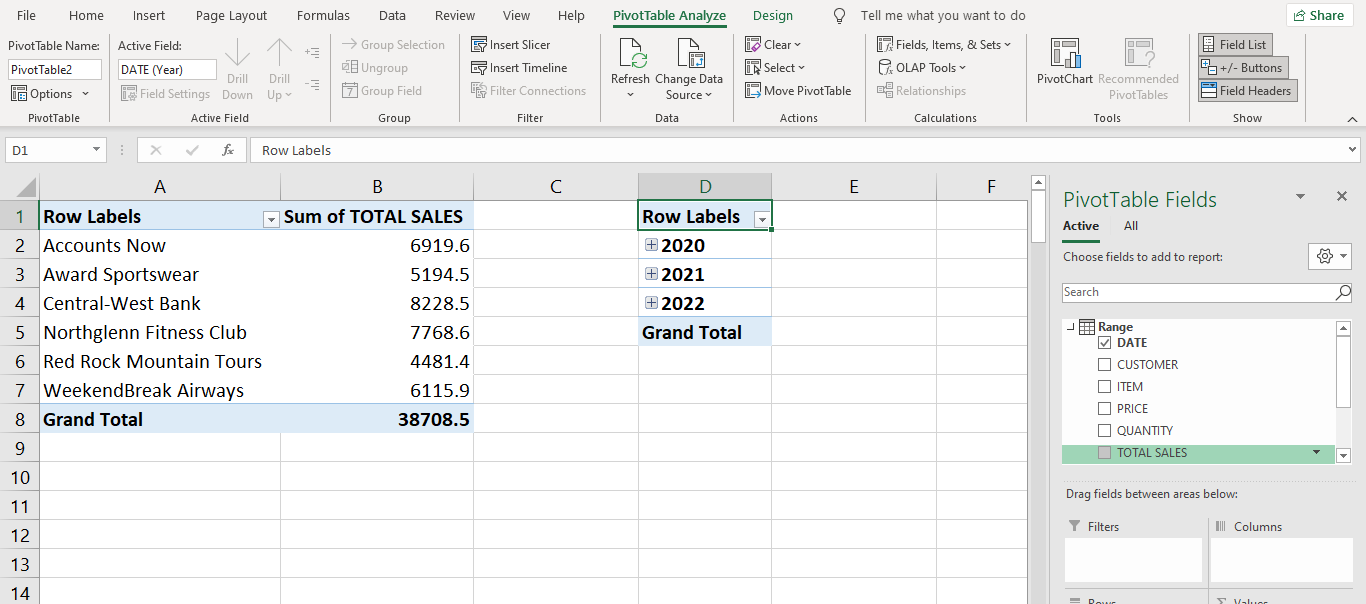 File Home Insert Page Layout Formulas Data Review View Help PivotTable Analyze Design Tell me what you want to do Share
PivotTable Name:
PivotTable2
Options
PivotTable
Active Field:
DATE (Year)
Field Settings
Drill Down
Drill Up
Active Field
Group Selection
Ungroup
7 Group Field
Group
Insert Slicer
Insert Timeline
Filter Connections
Filter
Refresh
Change Data Source
Data
Clear
Select
Move PivotTable
Actions
Fields, Items, & Sets
OLAP Tools
Relationships
Calculations
PivotChart
? Recommended PivotTables
Tools
Field List
+/- Buttons
Field Headers
Show
D1 fx Row Labels
A B C D E F
1 Row Labels Sum of TOTAL SALES Row Labels
2 Accounts Now 6919.6 2020
3 Award Sportswear 5194.5 2021
4 Central-West Bank 8228.5 2022
5 Northglenn Fitness Club 7768.6 Grand Total
6 Red Rock Mountain Tours 4481.4
7 WeekendBreak Airways 6115.9
8 Grand Total 38708.5
9
10
11
12
13
14
PivotTable Fields
Active All
Choose fields to add to report:
Search
Range
DATE
CUSTOMER
ITEM
PRICE
QUANTITY
TOTAL SALES
Drag fields between areas below:
Filters Columns
Rows Σ Values